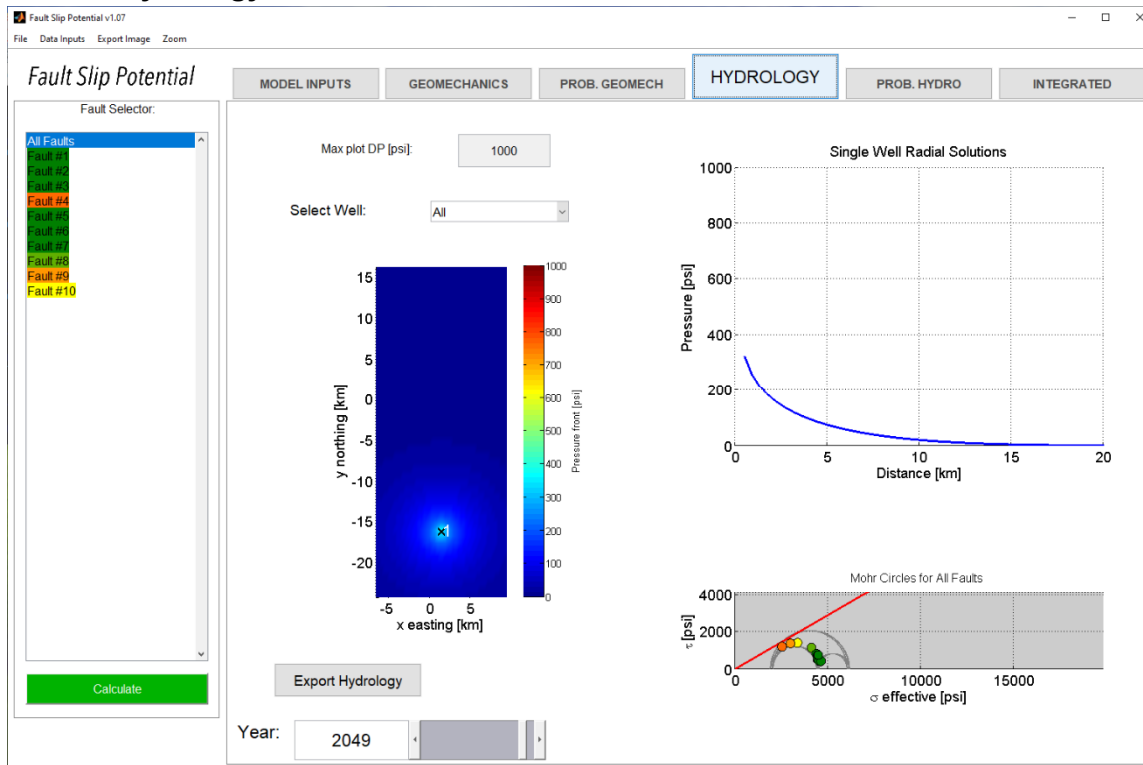 Fault Slip Potential v1.07
File Data Inputs Export Image Zoom
Fault Slip Potential
MODEL INPUTS GEOMECHANICS PROB. GEOMECH HYDROLOGY PROB. HYDRO INTEGRATED
Fault Selector:
All Faults
Fault #1
Fault #2
Fault #3
Fault #4
Fault #5
Fault #6
Fault #7
Fault #8
Fault #9
Fault #10
Calculate
Max plot DP [psi]: 1000
Select Well: All
15
10
5
0
-5
-10
-15
-20
y northing [km]
-5 0 5
x easting [km]
1000
900
800
700
600
500
400
300
200
100
0
Pressure front [psi]
Export Hydrology
Year: 2049
Single Well Radial Solutions
1000
800
600
400
200
0
Pressure [psi]
0 5 10 15 20
Distance [km]
Mohr Circles for All Faults
4000
2000
0
τ [psi]
0 5000 10000 15000
σ effective [psi]